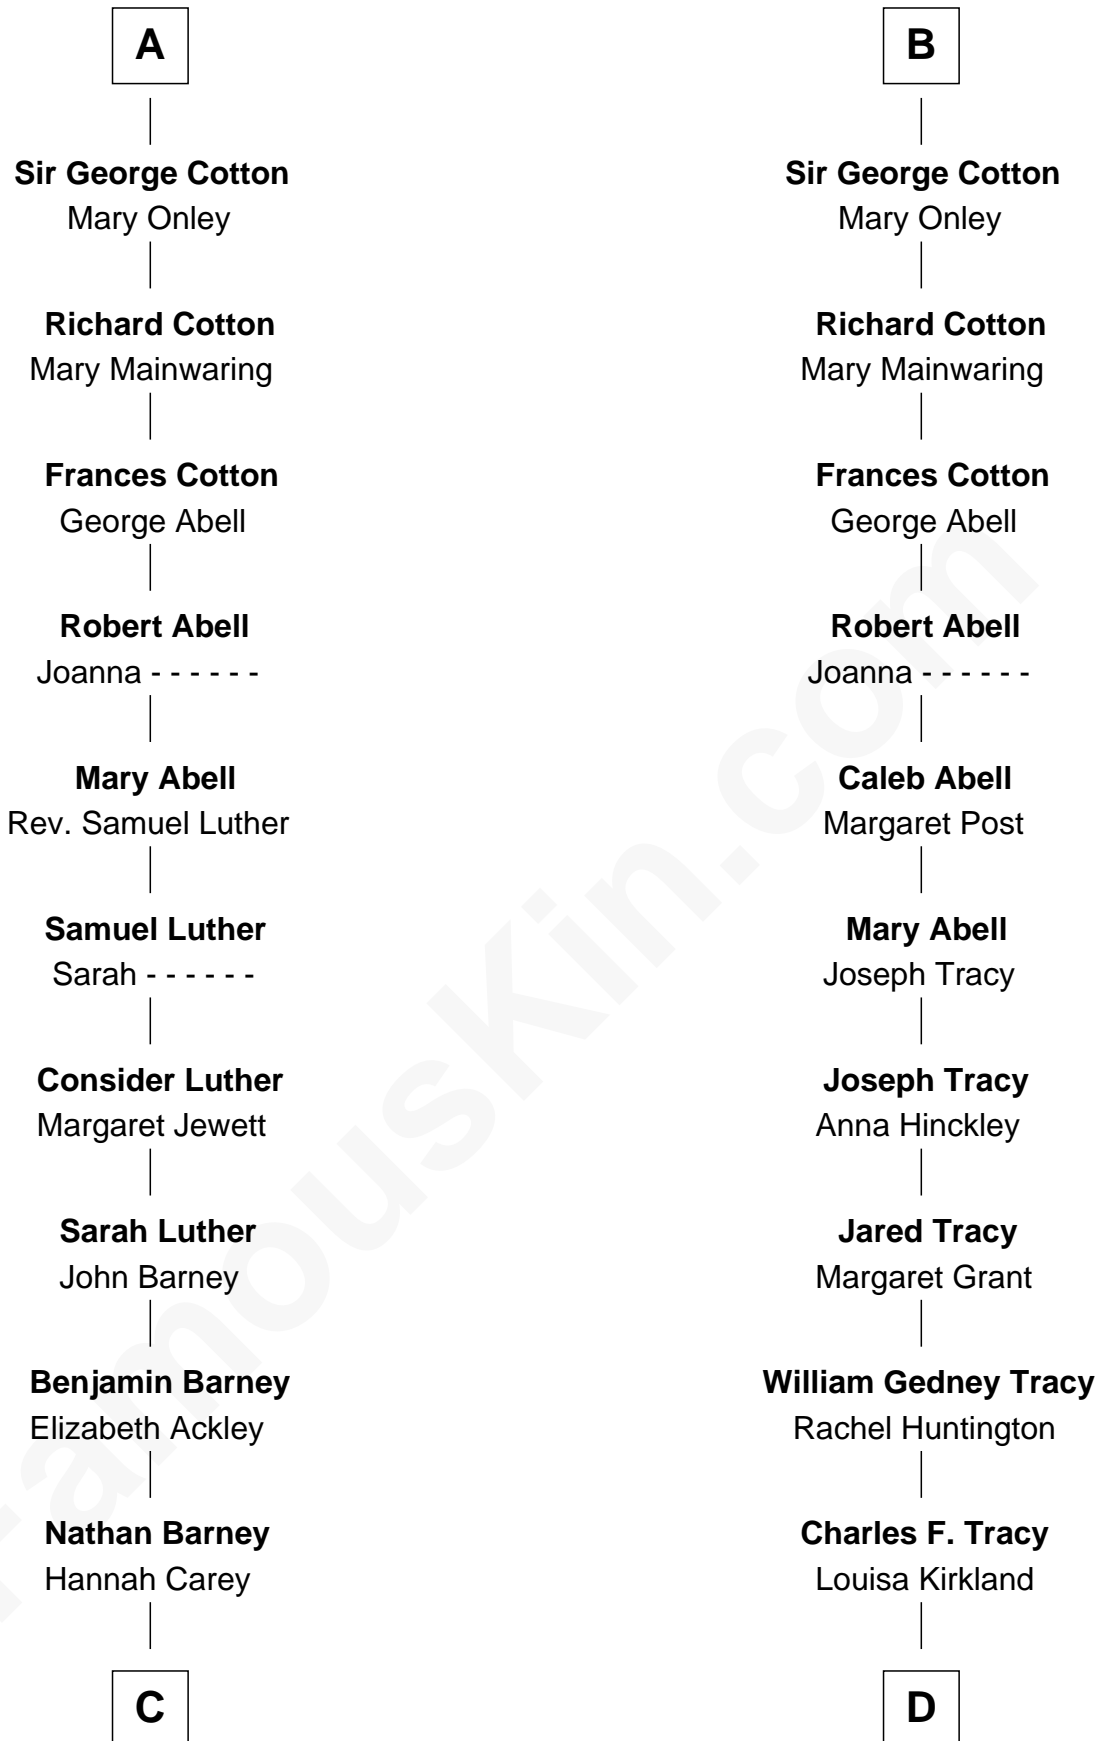 A
Sir George Cotton
Mary Onley
Richard Cotton
Mary Mainwaring
Frances Cotton
George Abell
Robert Abell
Joanna - - - - - -
Mary Abell
Rev. Samuel Luther
Samuel Luther
Sarah - - - - - -
Consider Luther
Margaret Jewett
Sarah Luther
John Barney
Benjamin Barney
Elizabeth Ackley
Nathan Barney
Hannah Carey
C
B
Sir George Cotton
Mary Onley
Richard Cotton
Mary Mainwaring
Frances Cotton
George Abell
Robert Abell
Joanna - - - - - -
Caleb Abell
Margaret Post
Mary Abell
Joseph Tracy
Joseph Tracy
Anna Hinckley
Jared Tracy
Margaret Grant
William Gedney Tracy
Rachel Huntington
Charles F. Tracy
Louisa Kirkland
D
FamousKin.com